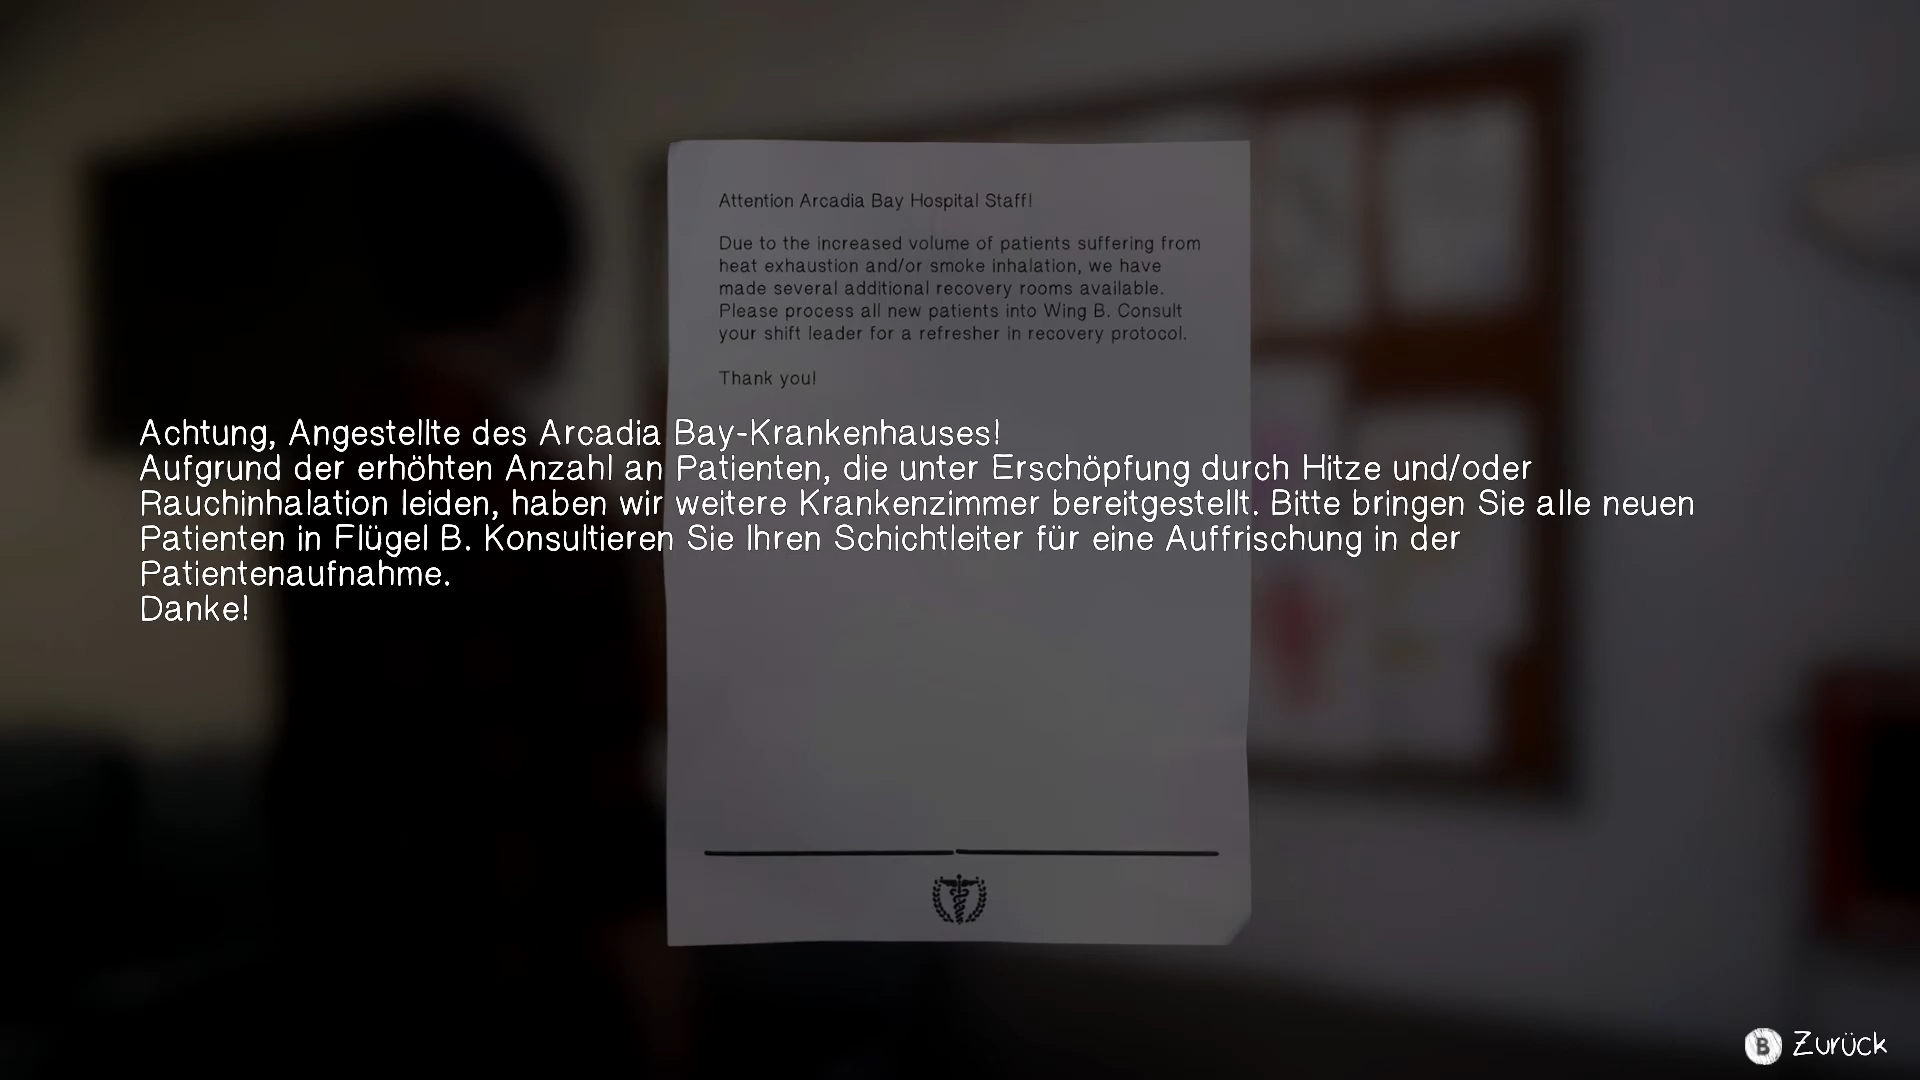 Attention Arcadia Bay Hospital Staff!
Due to the increased volume of patients suffering from
heat exhaustion and/or smoke inhalation, we have
made several additional recovery rooms available.
Please process all new patients into Wing B. Consult
your shift leader for a refresher in recovery protocol.
Thank you!
Achtung, Angestellte des Arcadia Bay-Krankenhauses!
Aufgrund der erhöhten Anzahl an Patienten, die unter Erschöpfung durch Hitze und/oder
Rauchinhalation leiden, haben wir weitere Krankenzimmer bereitgestellt. Bitte bringen Sie alle neuen
Patienten in Flügel B. Konsultieren Sie Ihren Schichtleiter für eine Auffrischung in der
Patientenaufnahme.
Danke!
B Zurück